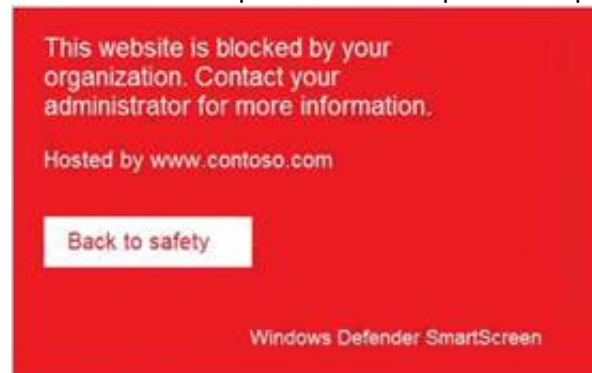 This website is blocked by your
organization. Contact your
administrator for more information.
Hosted by www.contoso.com
Back to safety
Windows Defender SmartScreen